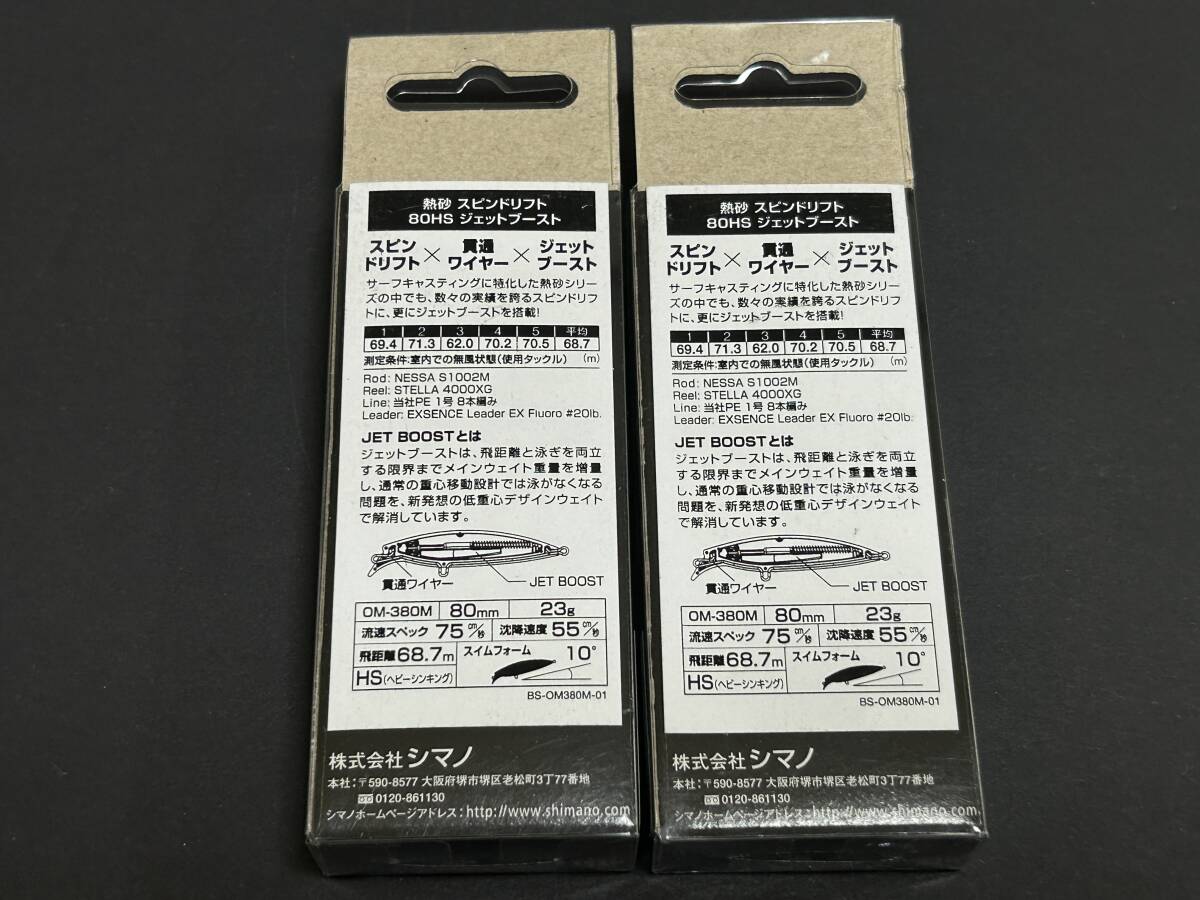 熱砂 スピンドリフト
80HS ジェットブースト
スピンドリフト×貫通ワイヤー×ジェットブースト
サーフキャスティングに特化した熱砂シリー
ズの中でも、数々の実績を誇るスピンドリフ
トに、更にジェットブーストを搭載!
1 2 3 4 5 平均
69.4 71.3 62.0 70.2 70.5 68.7
測定条件:室内での無風状態(使用タックル) (m)
Rod: NESSA S1002M
Reel: STELLA 4000XG
Line: 当社PE 1号 8本編み
Leader: EXSENCE Leader EX Fluoro #20lb.
JET BOOSTとは
ジェットブーストは、飛距離と泳ぎを両立
する限界までメインウェイト重量を増量
し、通常の重心移動設計では泳がなくなる
問題を、新発想の低重心デザインウェイト
で解消しています。
貫通ワイヤー JET BOOST
OM-380M 80mm 23g
流速スペック 75cm/秒 沈降速度 55cm/秒
飛距離68.7m スイムフォーム 10°
HS(ヘビーシンキング)
BS-OM380M-01
株式会社シマノ
本社:〒590-8577 大阪府堺市堺区老松町3丁77番地
0120-861130
シマノホームページアドレス:http://www.shimano.com
熱砂 スピンドリフト
80HS ジェットブースト
スピンドリフト×貫通ワイヤー×ジェットブースト
サーフキャスティングに特化した熱砂シリー
ズの中でも、数々の実績を誇るスピンドリフ
トに、更にジェットブーストを搭載!
1 2 3 4 5 平均
69.4 71.3 62.0 70.2 70.5 68.7
測定条件:室内での無風状態(使用タックル) (m)
Rod: NESSA S1002M
Reel: STELLA 4000XG
Line: 当社PE 1号 8本編み
Leader: EXSENCE Leader EX Fluoro #20lb.
JET BOOSTとは
ジェットブーストは、飛距離と泳ぎを両立
する限界までメインウェイト重量を増量
し、通常の重心移動設計では泳がなくなる
問題を、新発想の低重心デザインウェイト
で解消しています。
貫通ワイヤー JET BOOST
OM-380M 80mm 23g
流速スペック 75cm/秒 沈降速度 55cm/秒
飛距離68.7m スイムフォーム 10°
HS(ヘビーシンキング)
BS-OM380M-01
株式会社シマノ
本社:〒590-8577 大阪府堺市堺区老松町3丁77番地
0120-861130
シマノホームページアドレス:http://www.shimano.com